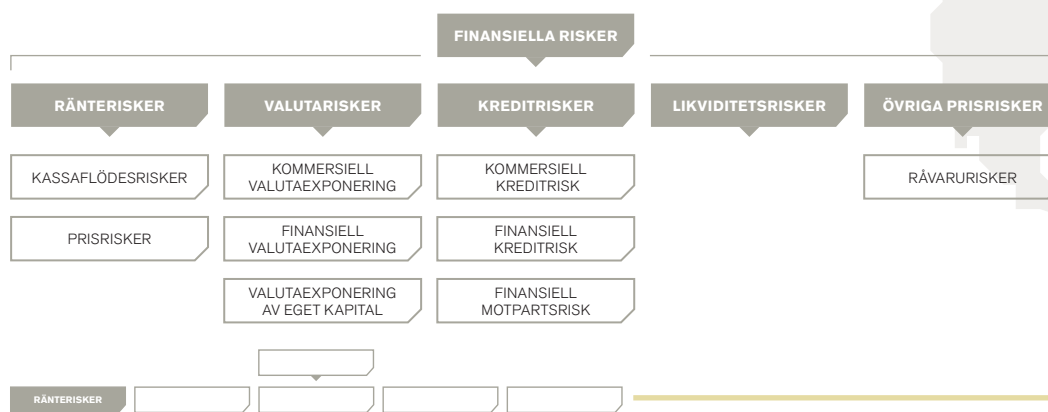 FINANSIELLA RISKER
RÄNTERISKER
VALUTARISKER
KREDITRISKER
LIKVIDITETSRISKER
ÖVRIGA PRISRISKER
KASSAFLÖDESRISKER
KOMMERSIELL
VALUTAEXPONERING
KOMMERSIELL
KREDITRISK
RÅVARURISKER
PRISRISKER
FINANSIELL
VALUTAEXPONERING
FINANSIELL
KREDITRISK
VALUTAEXPONERING
AV EGET KAPITAL
FINANSIELL
MOTPARTSRISK
RÄNTERISKER